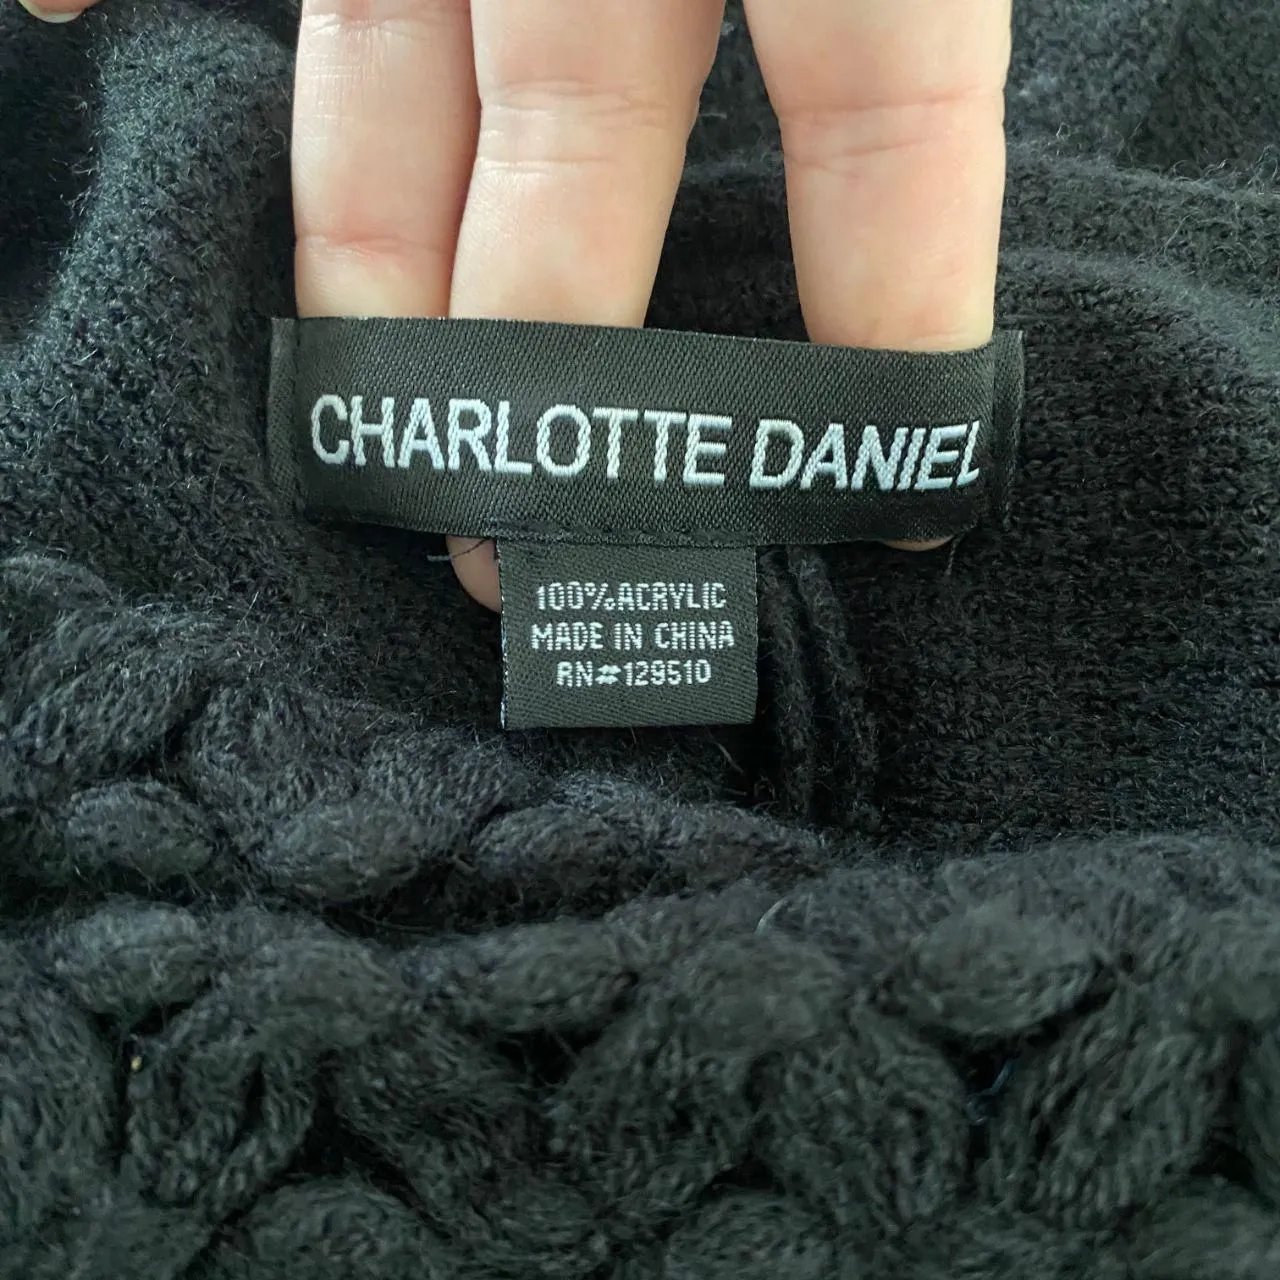 CHARLOTTE DANIEL
100%ACRYLIC
MADE IN CHINA
RN#129510